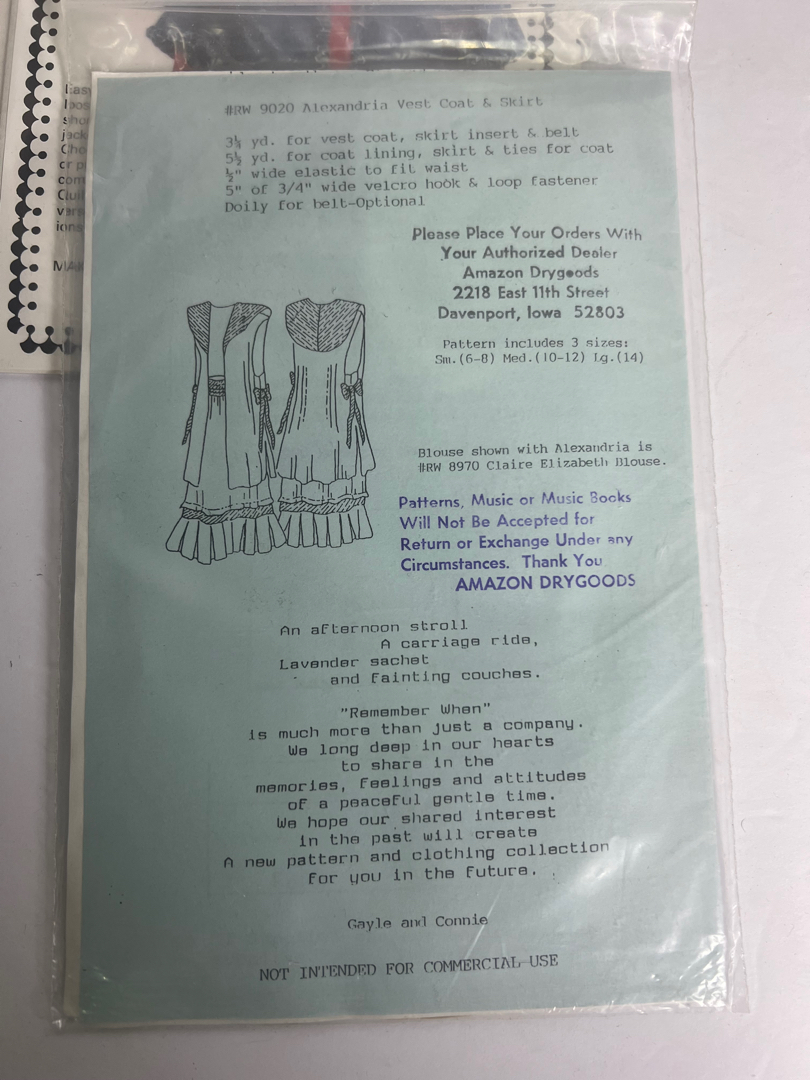 #RW 9020 Alexandria Vest Coat & Skirt
3½ yd. for vest coat, skirt insert & belt
5½ yd. for coat lining, skirt & ties for coat
½" wide elastic to fit waist
5" of 3/4" wide velcro hook & loop fastener
Doily for belt-Optional
Please Place Your Orders With
Your Authorized Dealer
Amazon Drygoods
2218 East 11th Street
Davenport, Iowa 52803
Pattern includes 3 sizes:
Sm.(6-8) Med.(10-12) Lg.(14)
Blouse shown with Alexandria is
#RW 8970 Claire Elizabeth Blouse.
Patterns, Music or Music Books
Will Not Be Accepted for
Return or Exchange Under any
Circumstances. Thank You
AMAZON DRYGOODS
An afternoon stroll
A carriage ride,
Lavender sachet
and fainting couches.
"Remember When"
is much more than just a company.
We long deep in our hearts
to share in the
memories, feelings and attitudes
of a peaceful gentle time.
We hope our shared interest
in the past will create
A new pattern and clothing collection
for you in the future.
Gayle and Connie
NOT INTENDED FOR COMMERCIAL USE